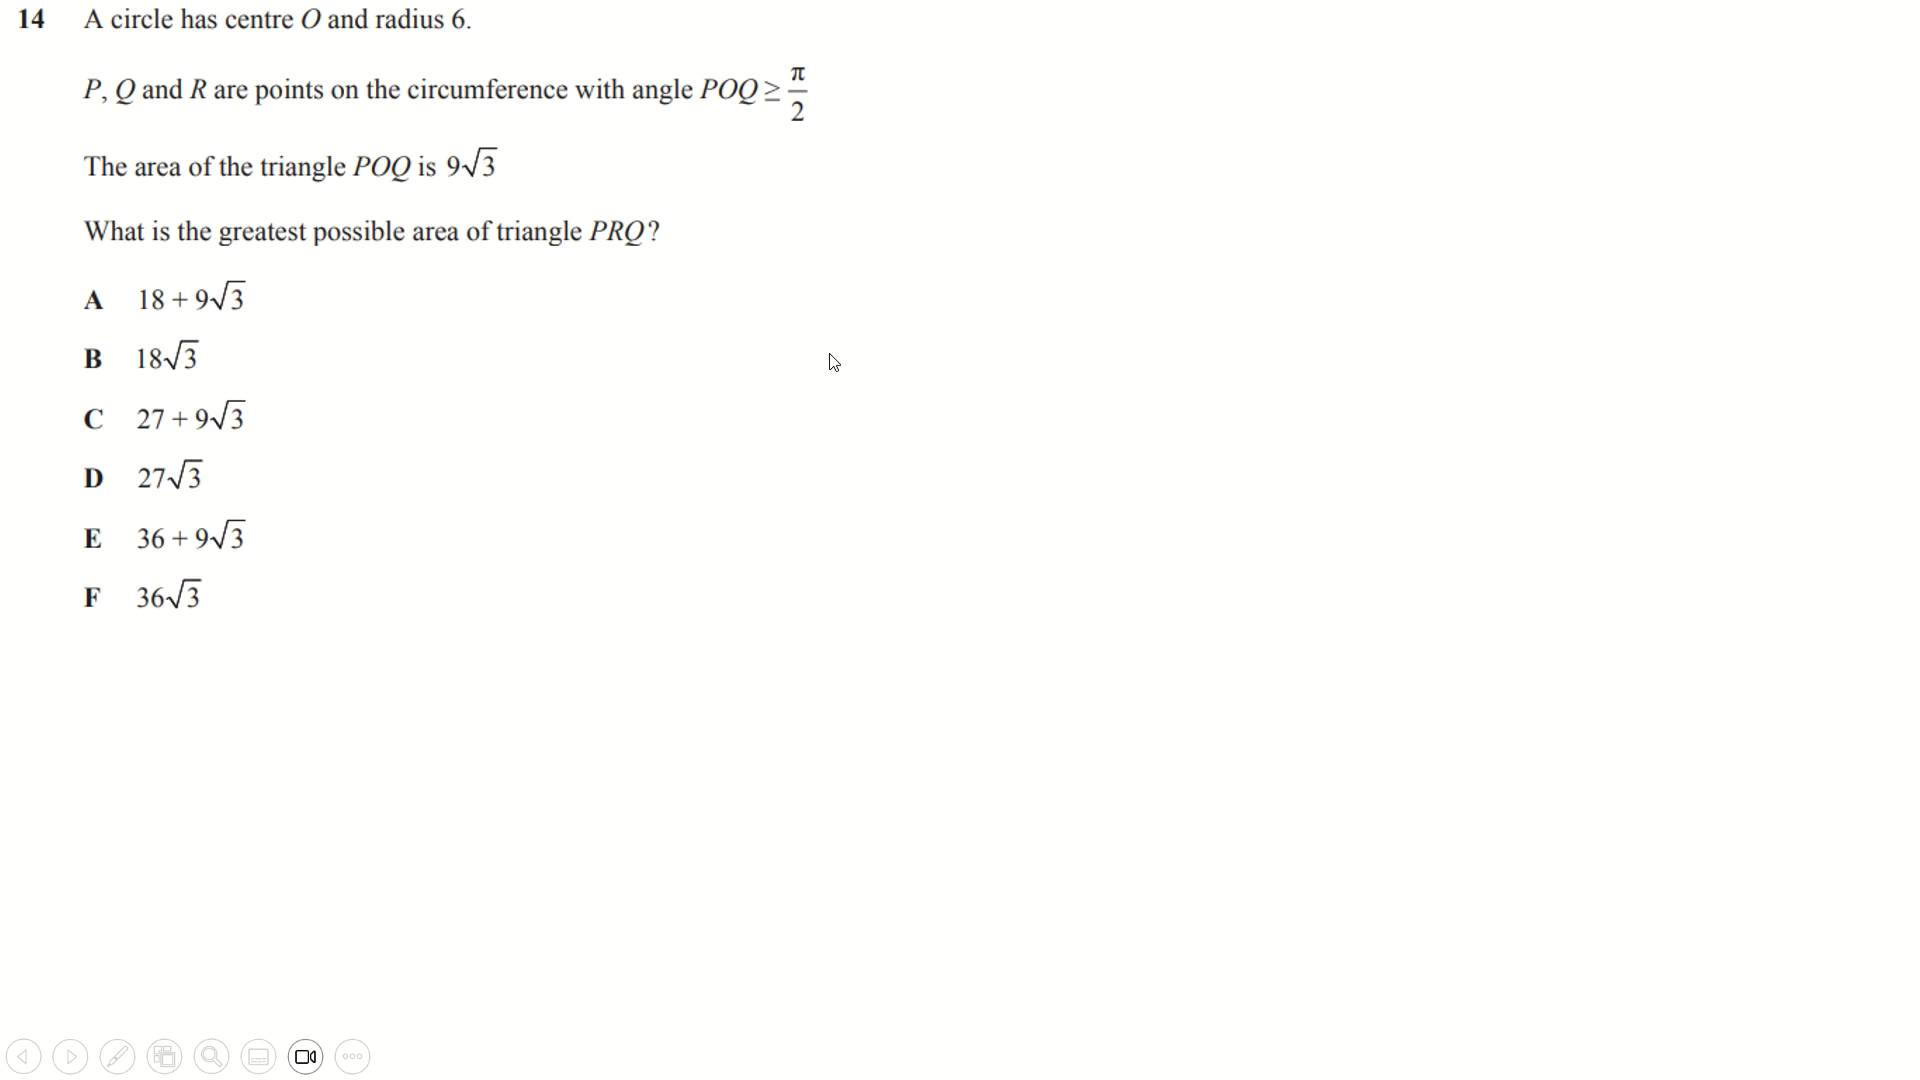 14 A circle has centre O and radius 6.
P, Q and R are points on the circumference with angle POQ ≥ π/2
The area of the triangle POQ is 9√3
What is the greatest possible area of triangle PRQ?
A 18 + 9√3
B 18√3
C 27 + 9√3
D 27√3
E 36 + 9√3
F 36√3